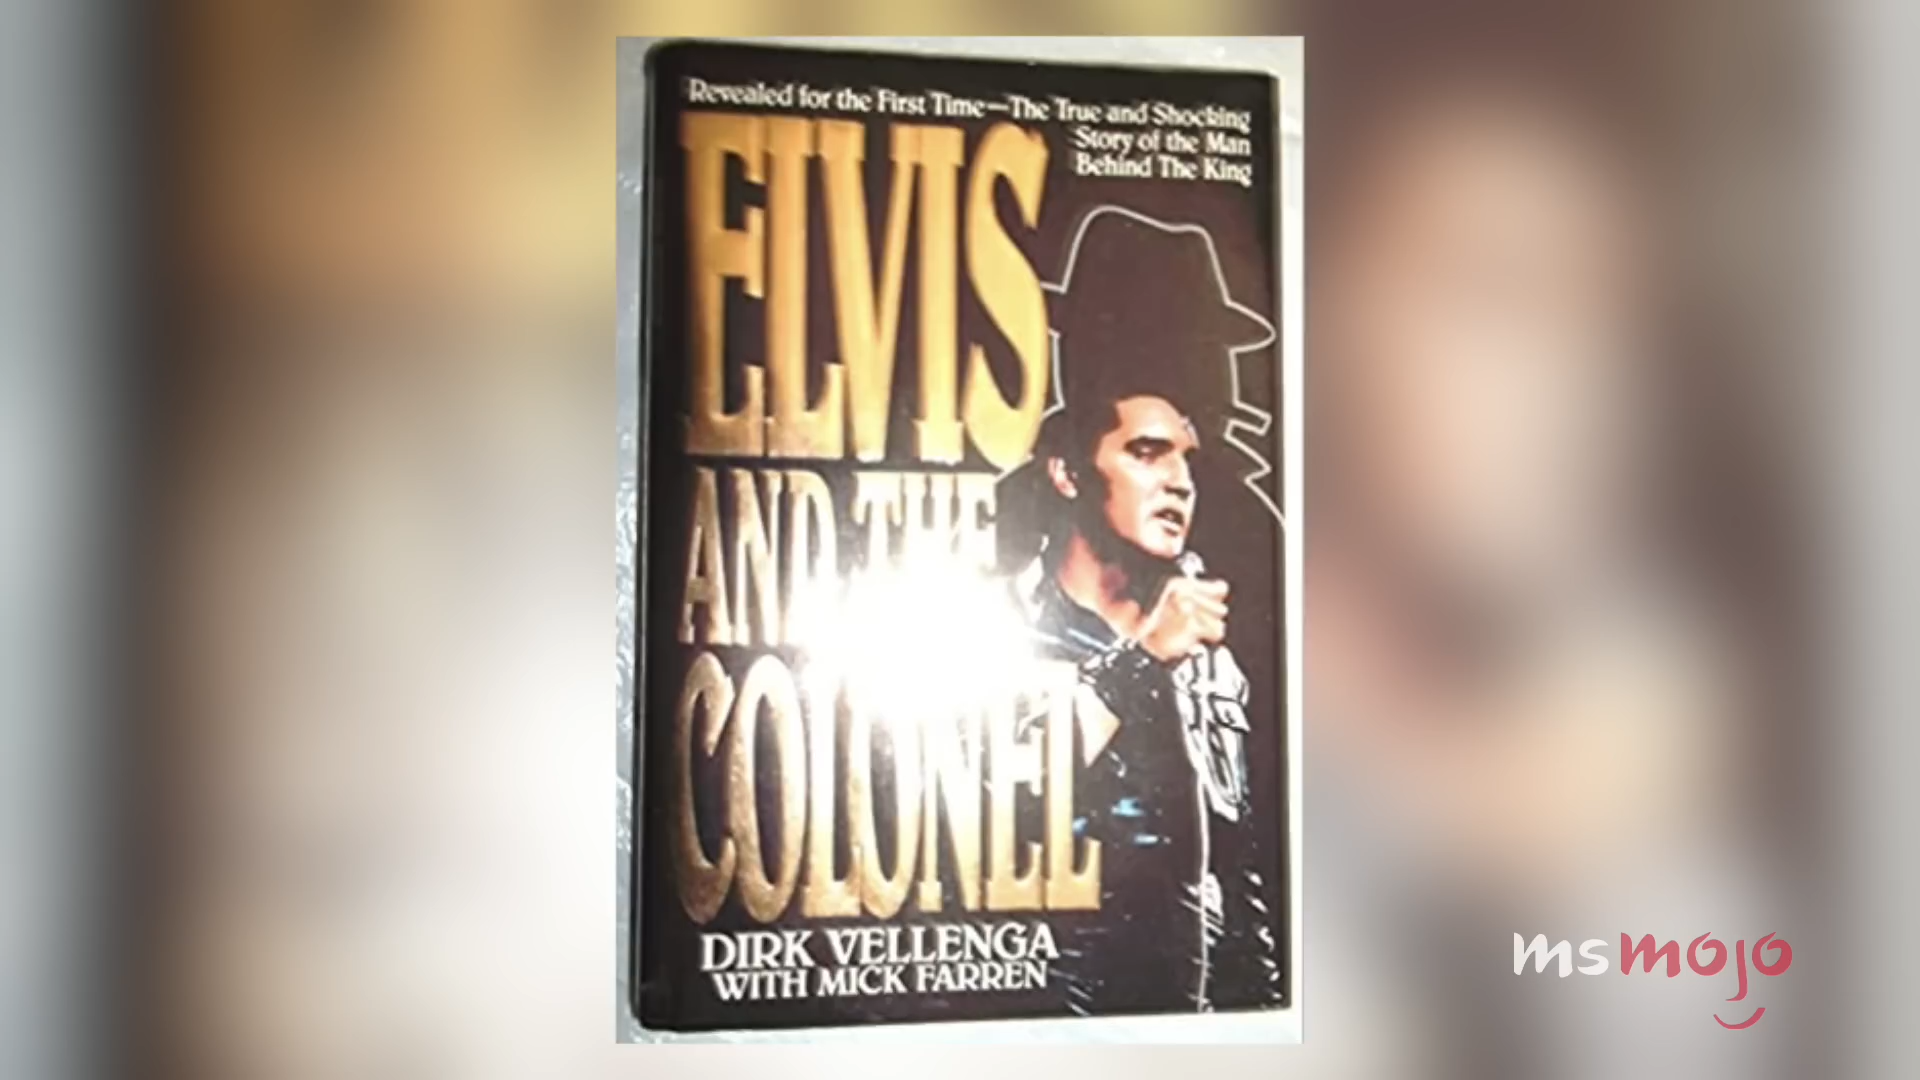 Revealed for the First Time—The True and Shocking
Story of the Man
Behind The King
ELVIS
AND THE
COLONEL
DIRK VELLENGA
WITH MICK FARREN
msmojo